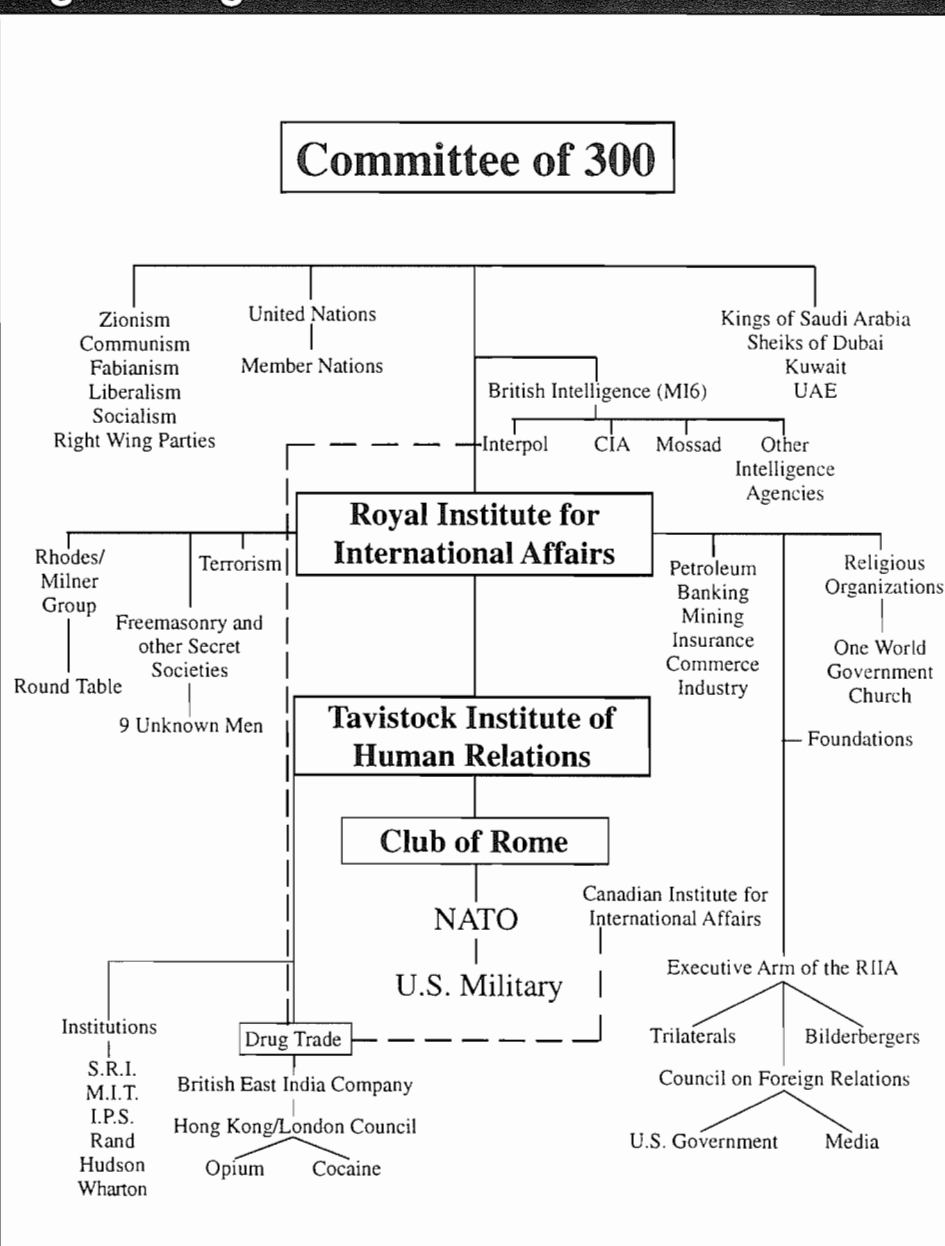 Committee of 300
Zionism
Communism
Fabianism
Liberalism
Socialism
Right Wing Parties
United Nations
Member Nations
British Intelligence (MI6)
Interpol
CIA
Mossad
Other
Intelligence
Agencies
Kings of Saudi Arabia
Sheiks of Dubai
Kuwait
UAE
Royal Institute for
International Affairs
Rhodes/
Milner
Group
Round Table
Freemasonry and
other Secret
Societies
9 Unknown Men
Terrorism
Petroleum
Banking
Mining
Insurance
Commerce
Industry
Religious
Organizations
One World
Government
Church
Foundations
Tavistock Institute of
Human Relations
Club of Rome
NATO
U.S. Military
Canadian Institute for
International Affairs
Executive Arm of the RIIA
Trilaterals
Bilderbergers
Council on Foreign Relations
U.S. Government
Media
Institutions
S.R.I.
M.I.T.
I.P.S.
Rand
Hudson
Wharton
Drug Trade
British East India Company
Hong Kong/London Council
Opium
Cocaine